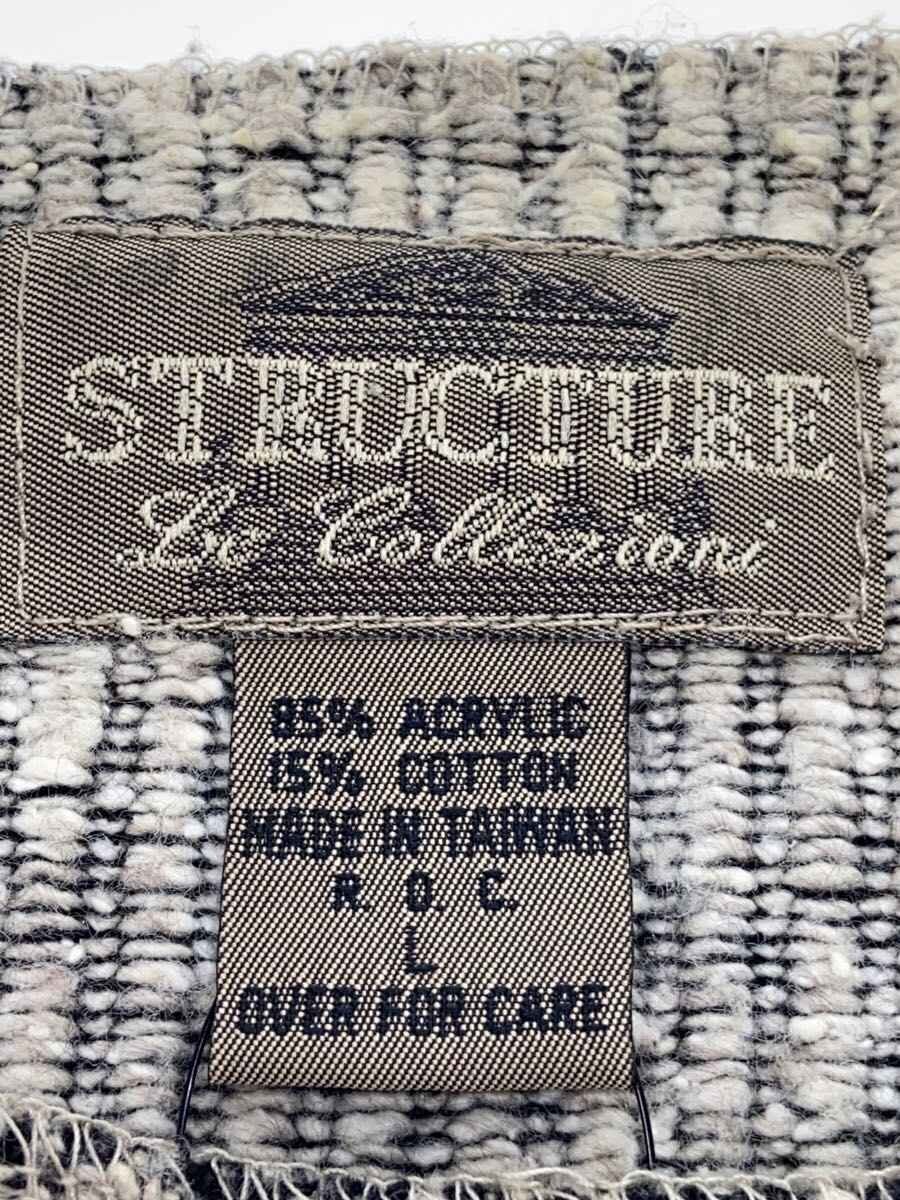 STRUCTURE
Le Collezioni
85% ACRYLIC
15% COTTON
MADE IN TAIWAN
R. O. C.
L
OVER FOR CARE